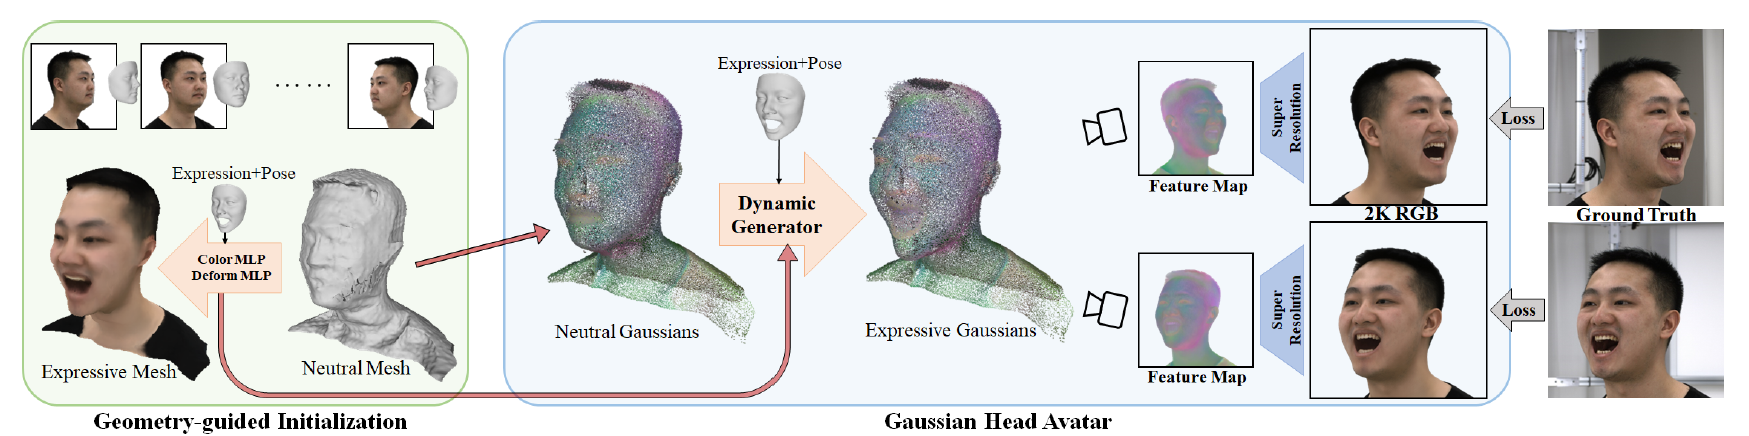 Expression+Pose
Color MLP
Deform MLP
Expressive Mesh
Neutral Mesh
Geometry-guided Initialization
Expression+Pose
Dynamic
Generator
Neutral Gaussians
Expressive Gaussians
Feature Map
Super
Resolution
2K RGB
Loss
Ground Truth
Feature Map
Super
Resolution
Loss
Gaussian Head Avatar